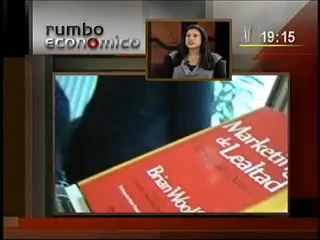 rumbo
económico
19:15
Marketing
de Lealtad
Brian Wool